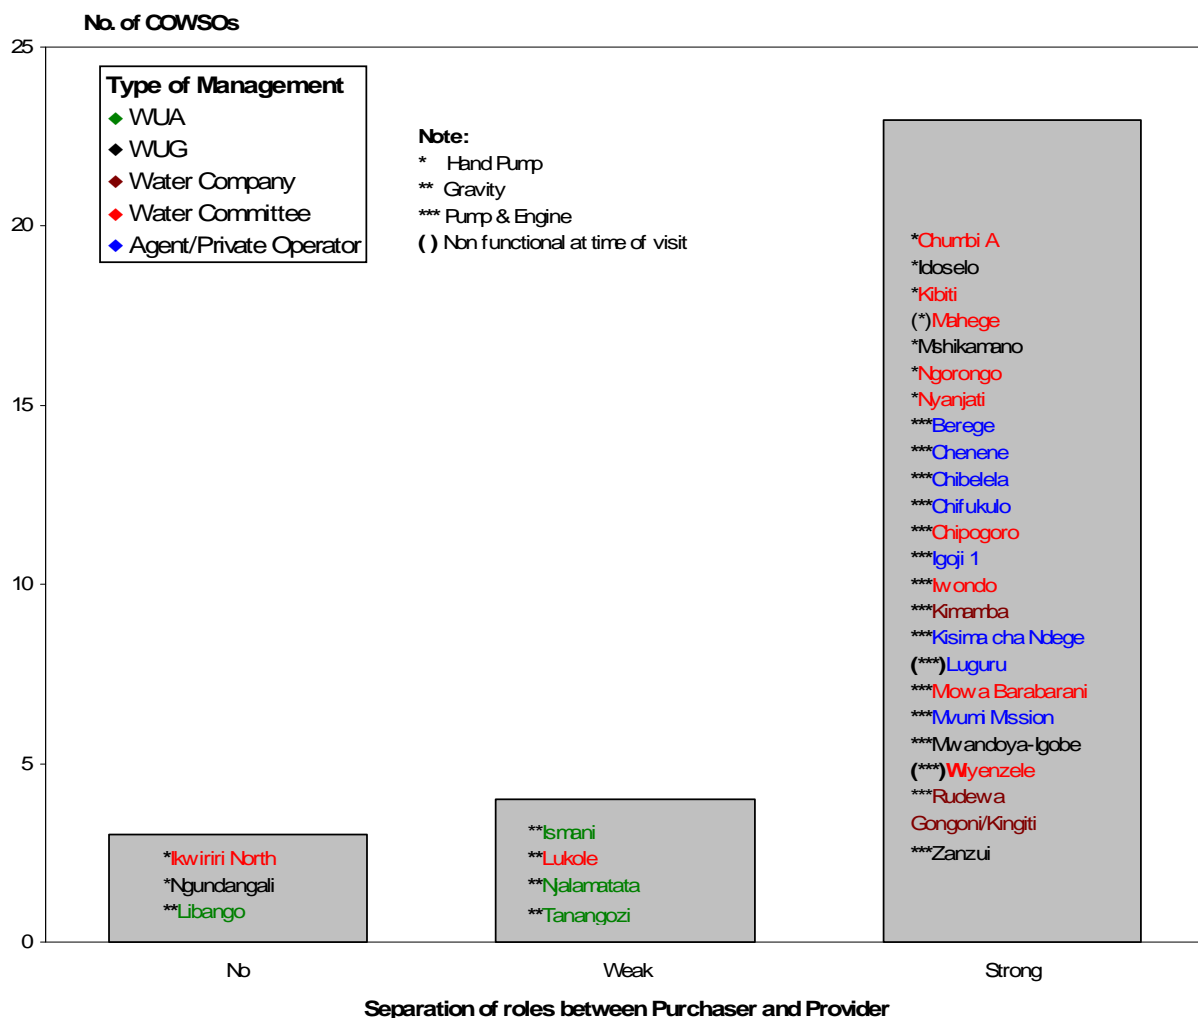 No. of COWSOs
25
20
15
10
5
0
Type of Management
WUA
WUG
Water Company
Water Committee
Agent/Private Operator
Note:
* Hand Pump
** Gravity
*** Pump & Engine
( ) Non functional at time of visit
*Ikwiriri North
*Ngundangali
**Libango
**Ismani
**Lukole
**Njalamatata
**Tanangozi
*Chumbi A
*Idoselo
*Kibiti
(*)Mahege
*Mshikamano
*Ngorongo
*Nyanjati
***Berege
***Chenene
***Chibelela
***Chifukulo
***Chipogoro
***Igoji 1
***Iwondo
***Kimamba
***Kisima cha Ndege
(***)Luguru
***Mlowa Barabarani
***Mvumi Mission
***Mwandoya-Igobe
(***)Wiyenzele
***Rudewa
Gongoni/Kingiti
***Zanzui
No
Weak
Strong
Separation of roles between Purchaser and Provider